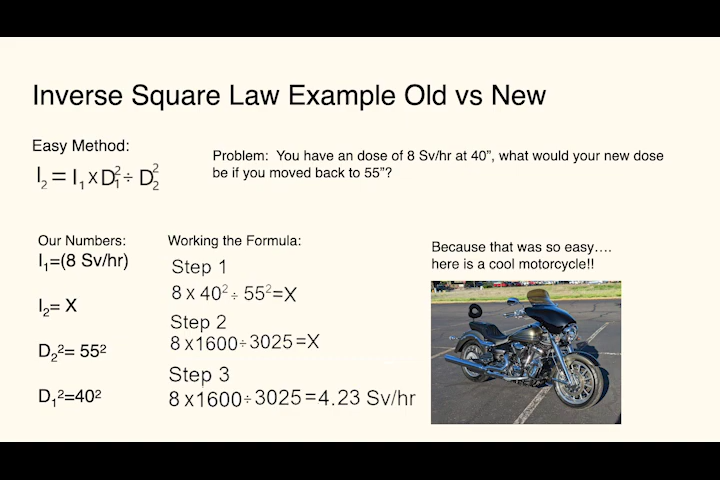 Inverse Square Law Example Old vs New
Easy Method:
I₂ = I₁ x D₁² ÷ D₂²
Problem:  You have an dose of 8 Sv/hr at 40”, what would your new dose
be if you moved back to 55”?
Our Numbers:
I₁=(8 Sv/hr)
I₂= X
D₂²= 55²
D₁²=40²
Working the Formula:
Step 1
8 x 40² ÷ 55²=X
Step 2
8 x1600÷3025=X
Step 3
8 x1600÷3025=4.23 Sv/hr
Because that was so easy….
here is a cool motorcycle!!